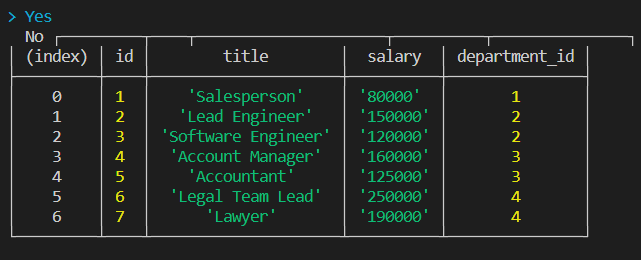 > Yes
No
(index) id title salary department_id
0 1 'Salesperson' '80000' 1
1 2 'Lead Engineer' '150000' 2
2 3 'Software Engineer' '120000' 2
3 4 'Account Manager' '160000' 3
4 5 'Accountant' '125000' 3
5 6 'Legal Team Lead' '250000' 4
6 7 'Lawyer' '190000' 4